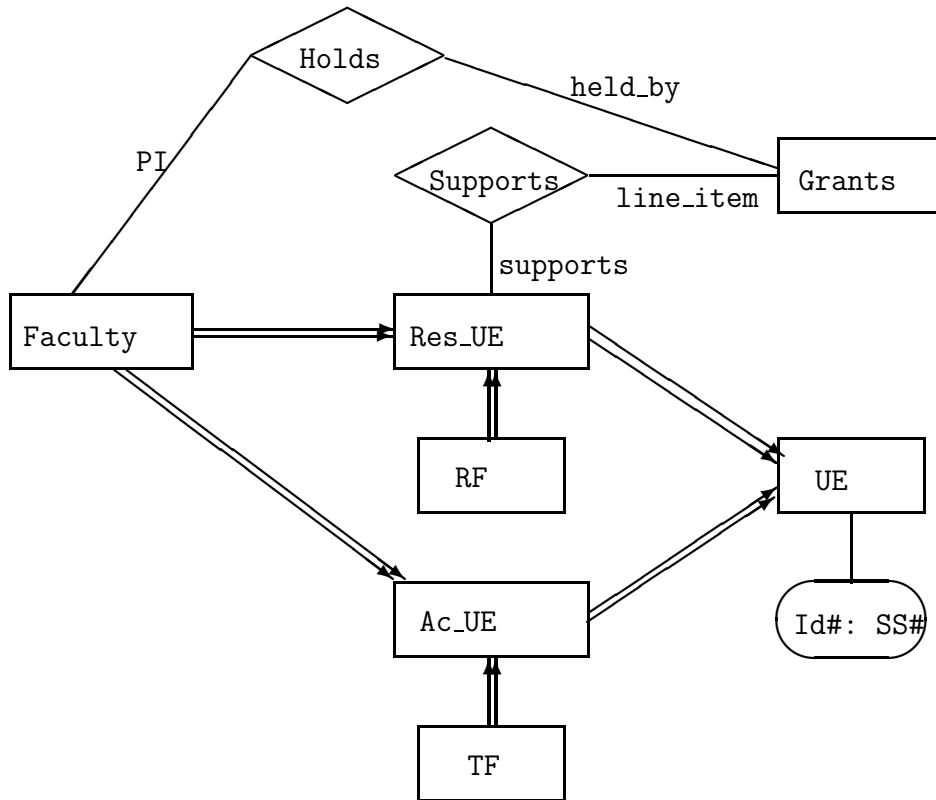 Holds
held_by
PI
Supports
Grants
line_item
supports
Faculty
Res_UE
RF
UE
Ac_UE
Id#: SS#
TF